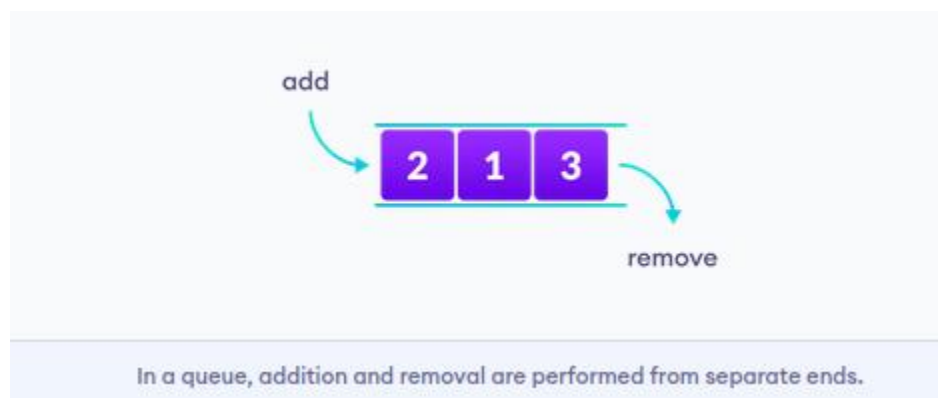 add
2 1 3
remove
In a queue, addition and removal are performed from separate ends.